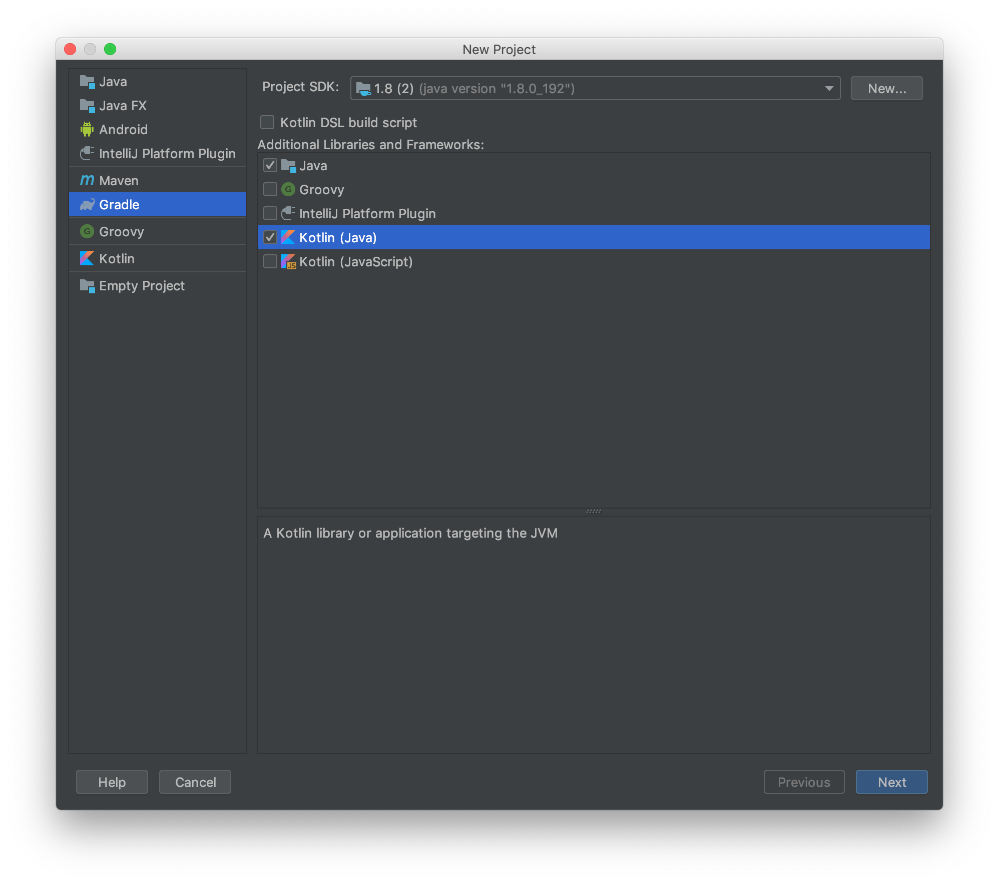 New Project
Java
Java FX
Android
IntelliJ Platform Plugin
m Maven
Gradle
G Groovy
Kotlin
Empty Project
Project SDK: 1.8 (2) (java version "1.8.0_192") New...
Kotlin DSL build script
Additional Libraries and Frameworks:
Java
G Groovy
IntelliJ Platform Plugin
Kotlin (Java)
JS Kotlin (JavaScript)
A Kotlin library or application targeting the JVM
Help Cancel Previous Next